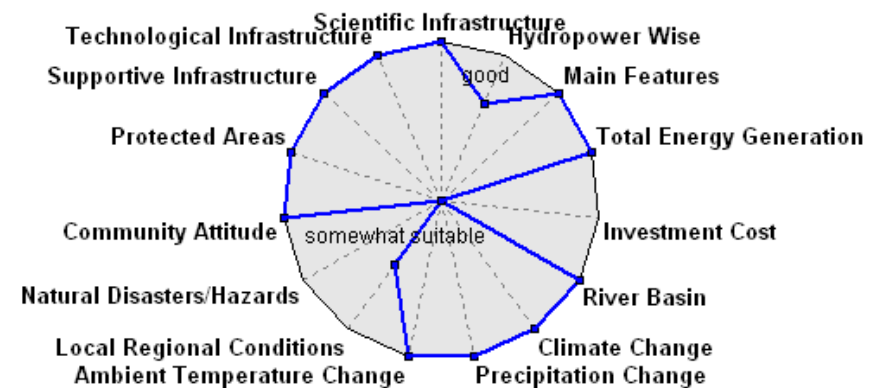 Scientific Infrastructure
Technological Infrastructure
Hydropower Wise
Supportive Infrastructure
good
Main Features
Protected Areas
Total Energy Generation
Community Attitude
somewhat suitable
Investment Cost
Natural Disasters/Hazards
River Basin
Local Regional Conditions
Climate Change
Ambient Temperature Change
Precipitation Change